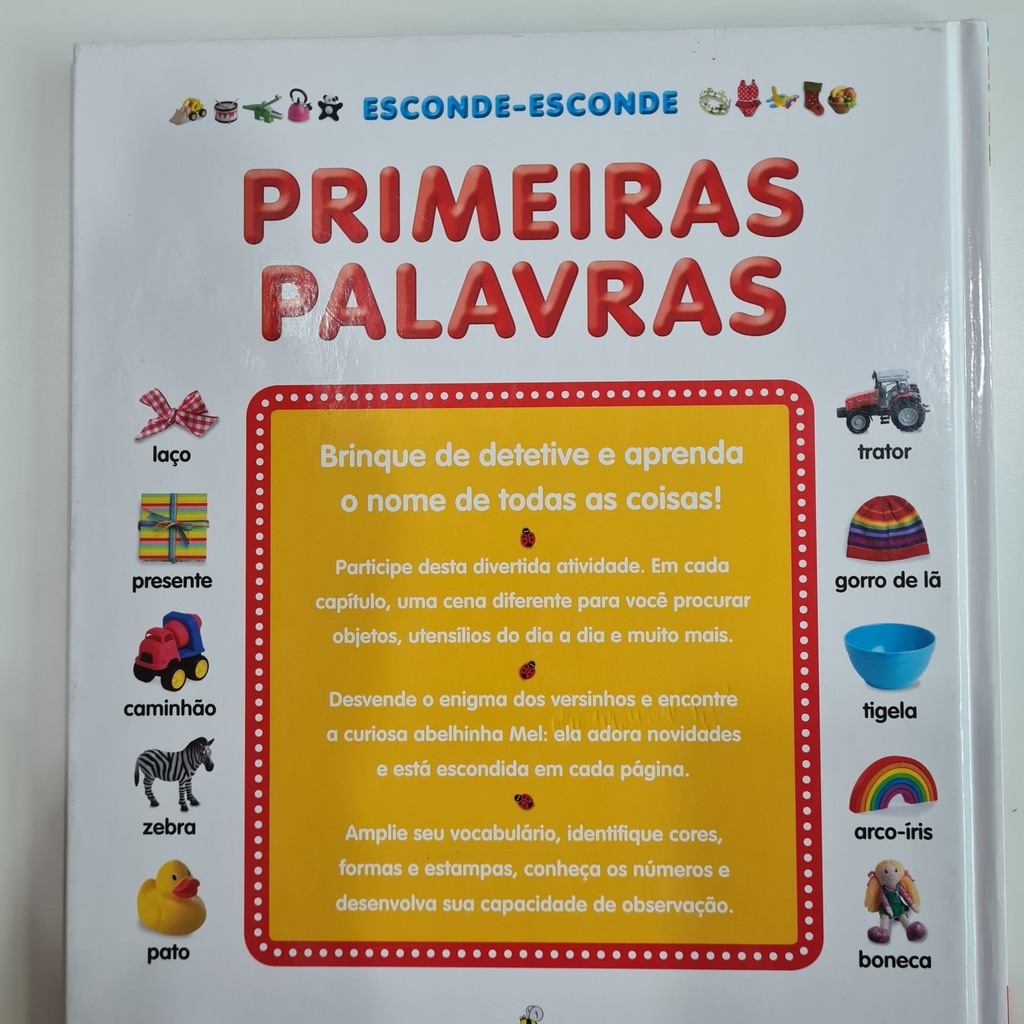 ESCONDE-ESCONDE
PRIMEIRAS
PALAVRAS
laço
presente
caminhão
zebra
pato
Brinque de detetive e aprenda
o nome de todas as coisas!
Participe desta divertida atividade. Em cada
capítulo, uma cena diferente para você procurar
objetos, utensílios do dia a dia e muito mais.
Desvende o enigma dos versinhos e encontre
a curiosa abelhinha Mel: ela adora novidades
e está escondida em cada página.
Amplie seu vocabulário, identifique cores,
formas e estampas, conheça os números e
desenvolva sua capacidade de observação.
trator
gorro de lã
tigela
arco-íris
boneca